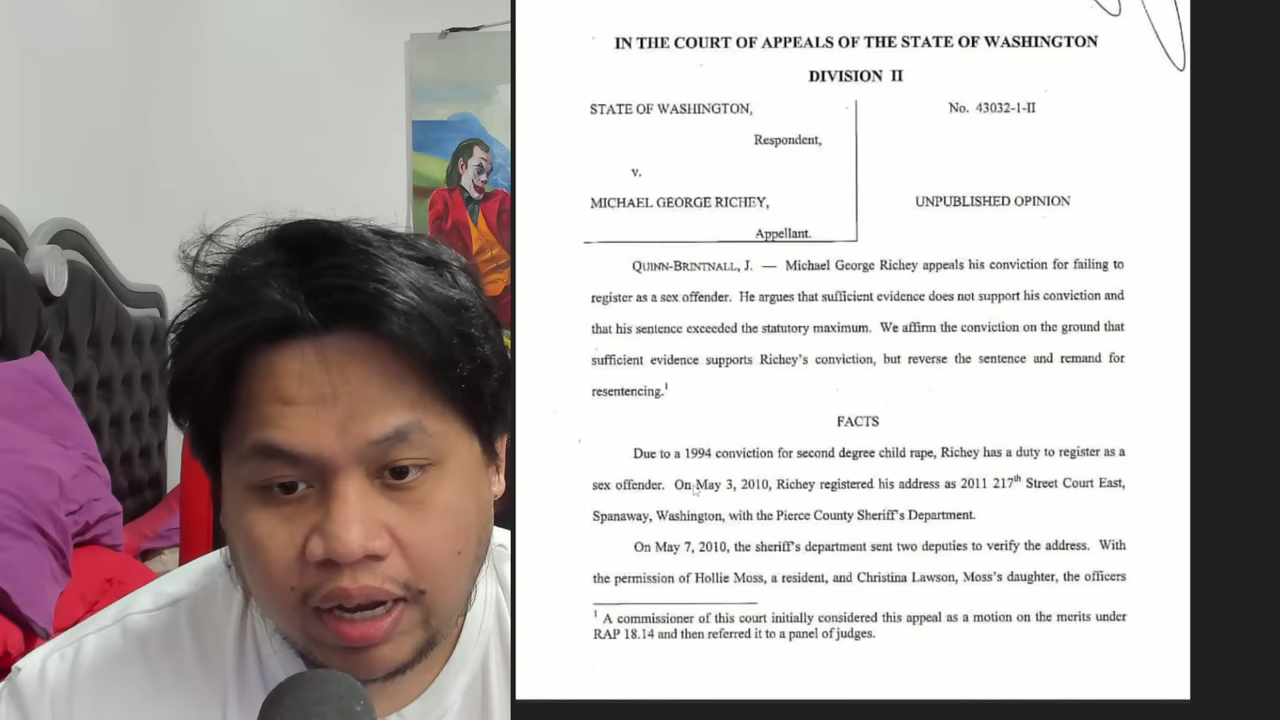 IN THE COURT OF APPEALS OF THE STATE OF WASHINGTON
DIVISION II
STATE OF WASHINGTON,
No. 43032-1-II
Respondent,
v.
MICHAEL GEORGE RICHEY,
UNPUBLISHED OPINION
Appellant.
QUINN-BRINTNALL, J. — Michael George Richey appeals his conviction for failing to
register as a sex offender. He argues that sufficient evidence does not support his conviction and
that his sentence exceeded the statutory maximum. We affirm the conviction on the ground that
sufficient evidence supports Richey's conviction, but reverse the sentence and remand for
resentencing.1
FACTS
Due to a 1994 conviction for second degree child rape, Richey has a duty to register as a
sex offender. On May 3, 2010, Richey registered his address as 2011 217th Street Court East,
Spanaway, Washington, with the Pierce County Sheriff's Department.
On May 7, 2010, the sheriff's department sent two deputies to verify the address. With
the permission of Hollie Moss, a resident, and Christina Lawson, Moss's daughter, the officers
1 A commissioner of this court initially considered this appeal as a motion on the merits under
RAP 18.14 and then referred it to a panel of judges.